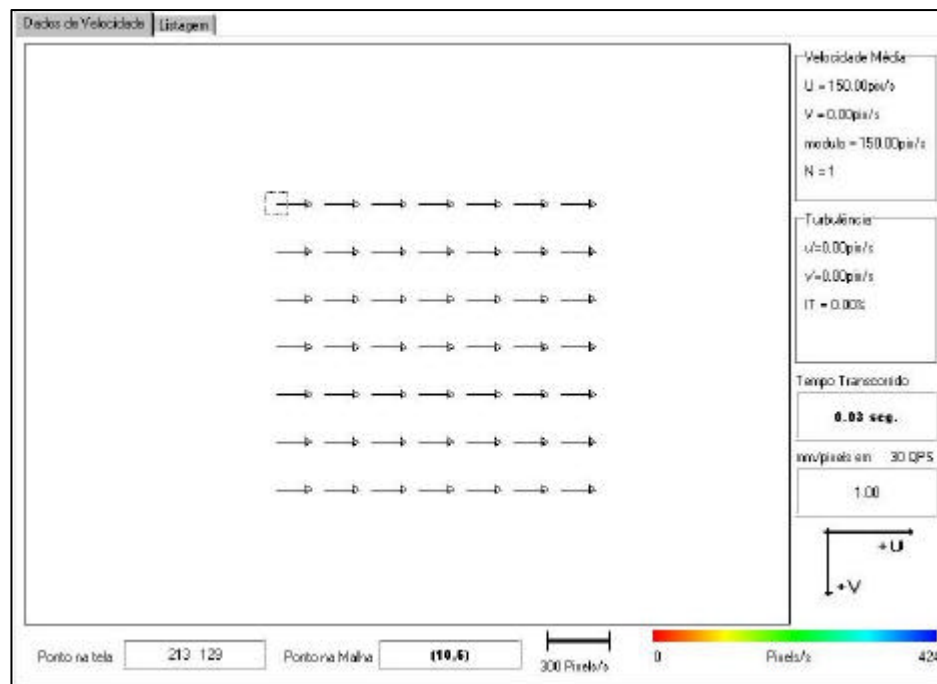 Dados de Velocidade Listagem
Velocidade Média
U = 150.00pix/s
V = 0.00pix/s
modulo = 150.00pix/s
N = 1
Turbulência
u'=0.00pix/s
v'=0.00pix/s
IT = 0.00%
Tempo Transcorrido
0.03 seg.
mm/pixels em 30 QPS
1.00
+U
+V
Ponto na tela 213 129 Ponto na Malha (10,6) 300 Pixels/s
0 Pixels/s 424